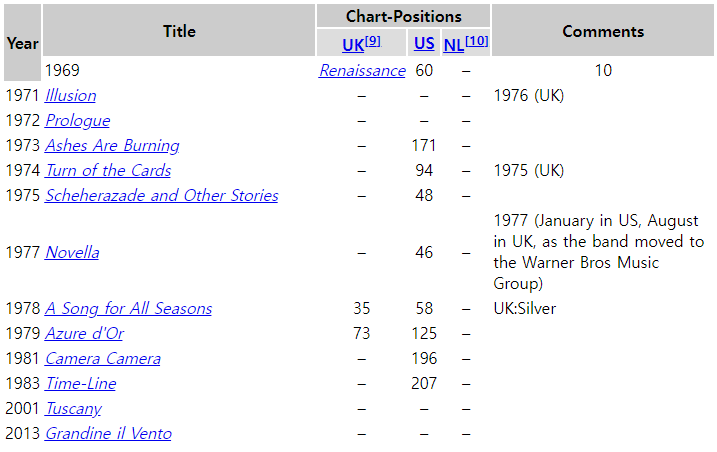 Year Title Chart-Positions Comments
UK[9] US NL[10]
1969 Renaissance 60 – 10
1971 Illusion – – – 1976 (UK)
1972 Prologue – – –
1973 Ashes Are Burning – 171 –
1974 Turn of the Cards – 94 – 1975 (UK)
1975 Scheherazade and Other Stories – 48 –
1977 Novella – 46 – 1977 (January in US, August
in UK, as the band moved to
the Warner Bros Music
Group)
1978 A Song for All Seasons 35 58 – UK:Silver
1979 Azure d'Or 73 125 –
1981 Camera Camera – 196 –
1983 Time-Line – 207 –
2001 Tuscany – – –
2013 Grandine il Vento – – –